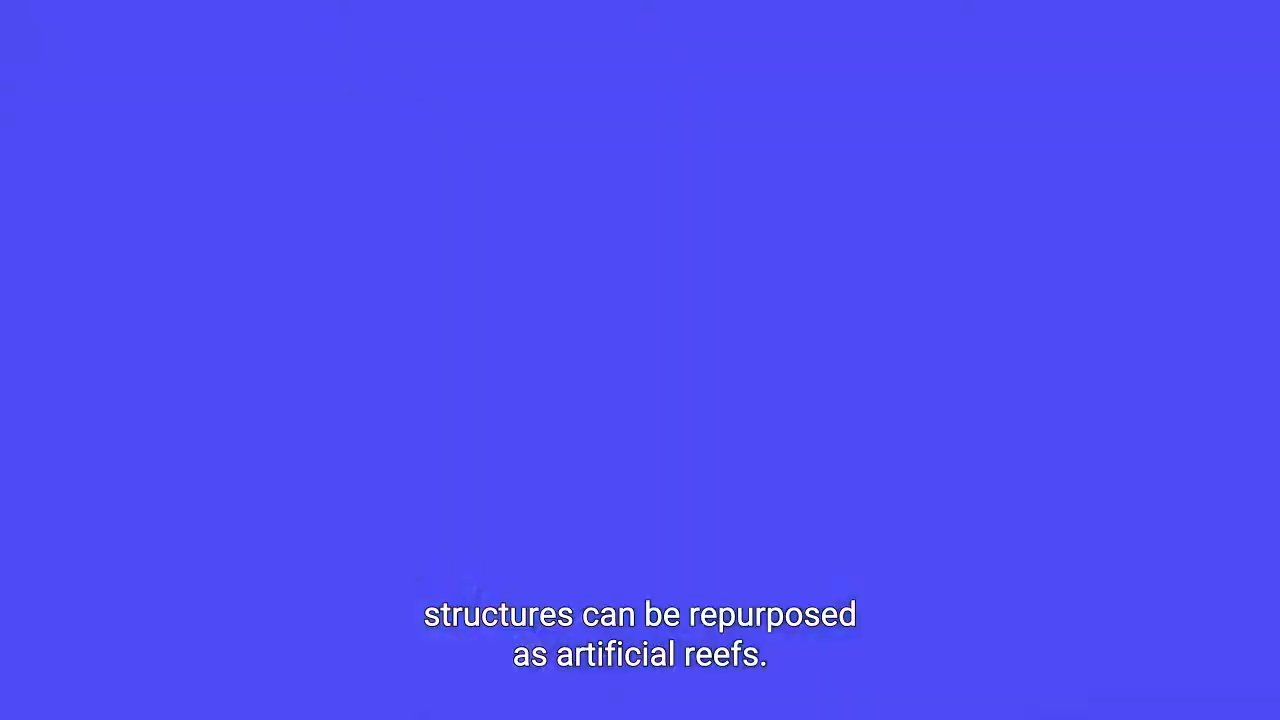 structures can be repurposed
as artificial reefs.